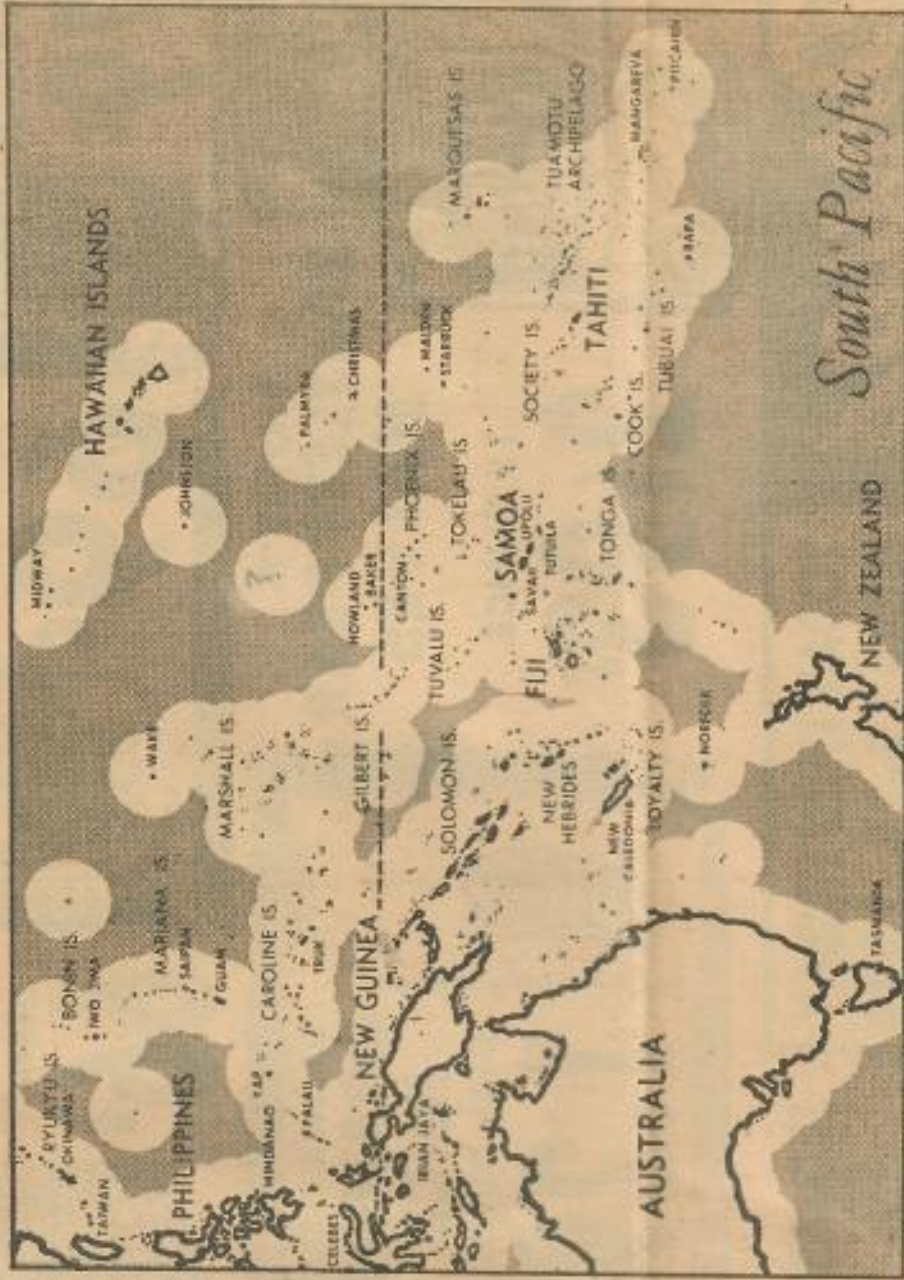 MIDWAY
HAWAIIAN ISLANDS
JOHNSTON
?
PALMYRA
CHRISTMAS
HOWLAND
BAKER
CANTON
PHOENIX IS.
MALDEN
STARBUCK
MARQUESAS IS
TUVALU IS.
TOKELAU IS
SAMOA
SAVAII
UPOLU
TUTUILA
FIJI
TONGA IS
SOCIETY IS.
TAHITI
TUAMOTU
ARCHIPELAGO
MANGAREVA
PITCAIRN
RAPA
TUBUAI IS
COOK IS.
WAKE
MARSHALL IS
GILBERT IS.
SOLOMON IS.
NEW
HEBRIDES
NEW
CALEDONIA
LOYALTY IS.
NORFOLK
NEW ZEALAND
South Pacific
RYUKYU IS
OKINAWA
TAIWAN
BONIN IS.
IWO JIMA
MARIANA IS.
SAIPAN
GUAM
PHILIPPINES
MINDANAO
YAP
PALAU
CAROLINE IS
TRUK
CELEBES
NEW GUINEA
IRIAN JAYA
AUSTRALIA
TASMANIA